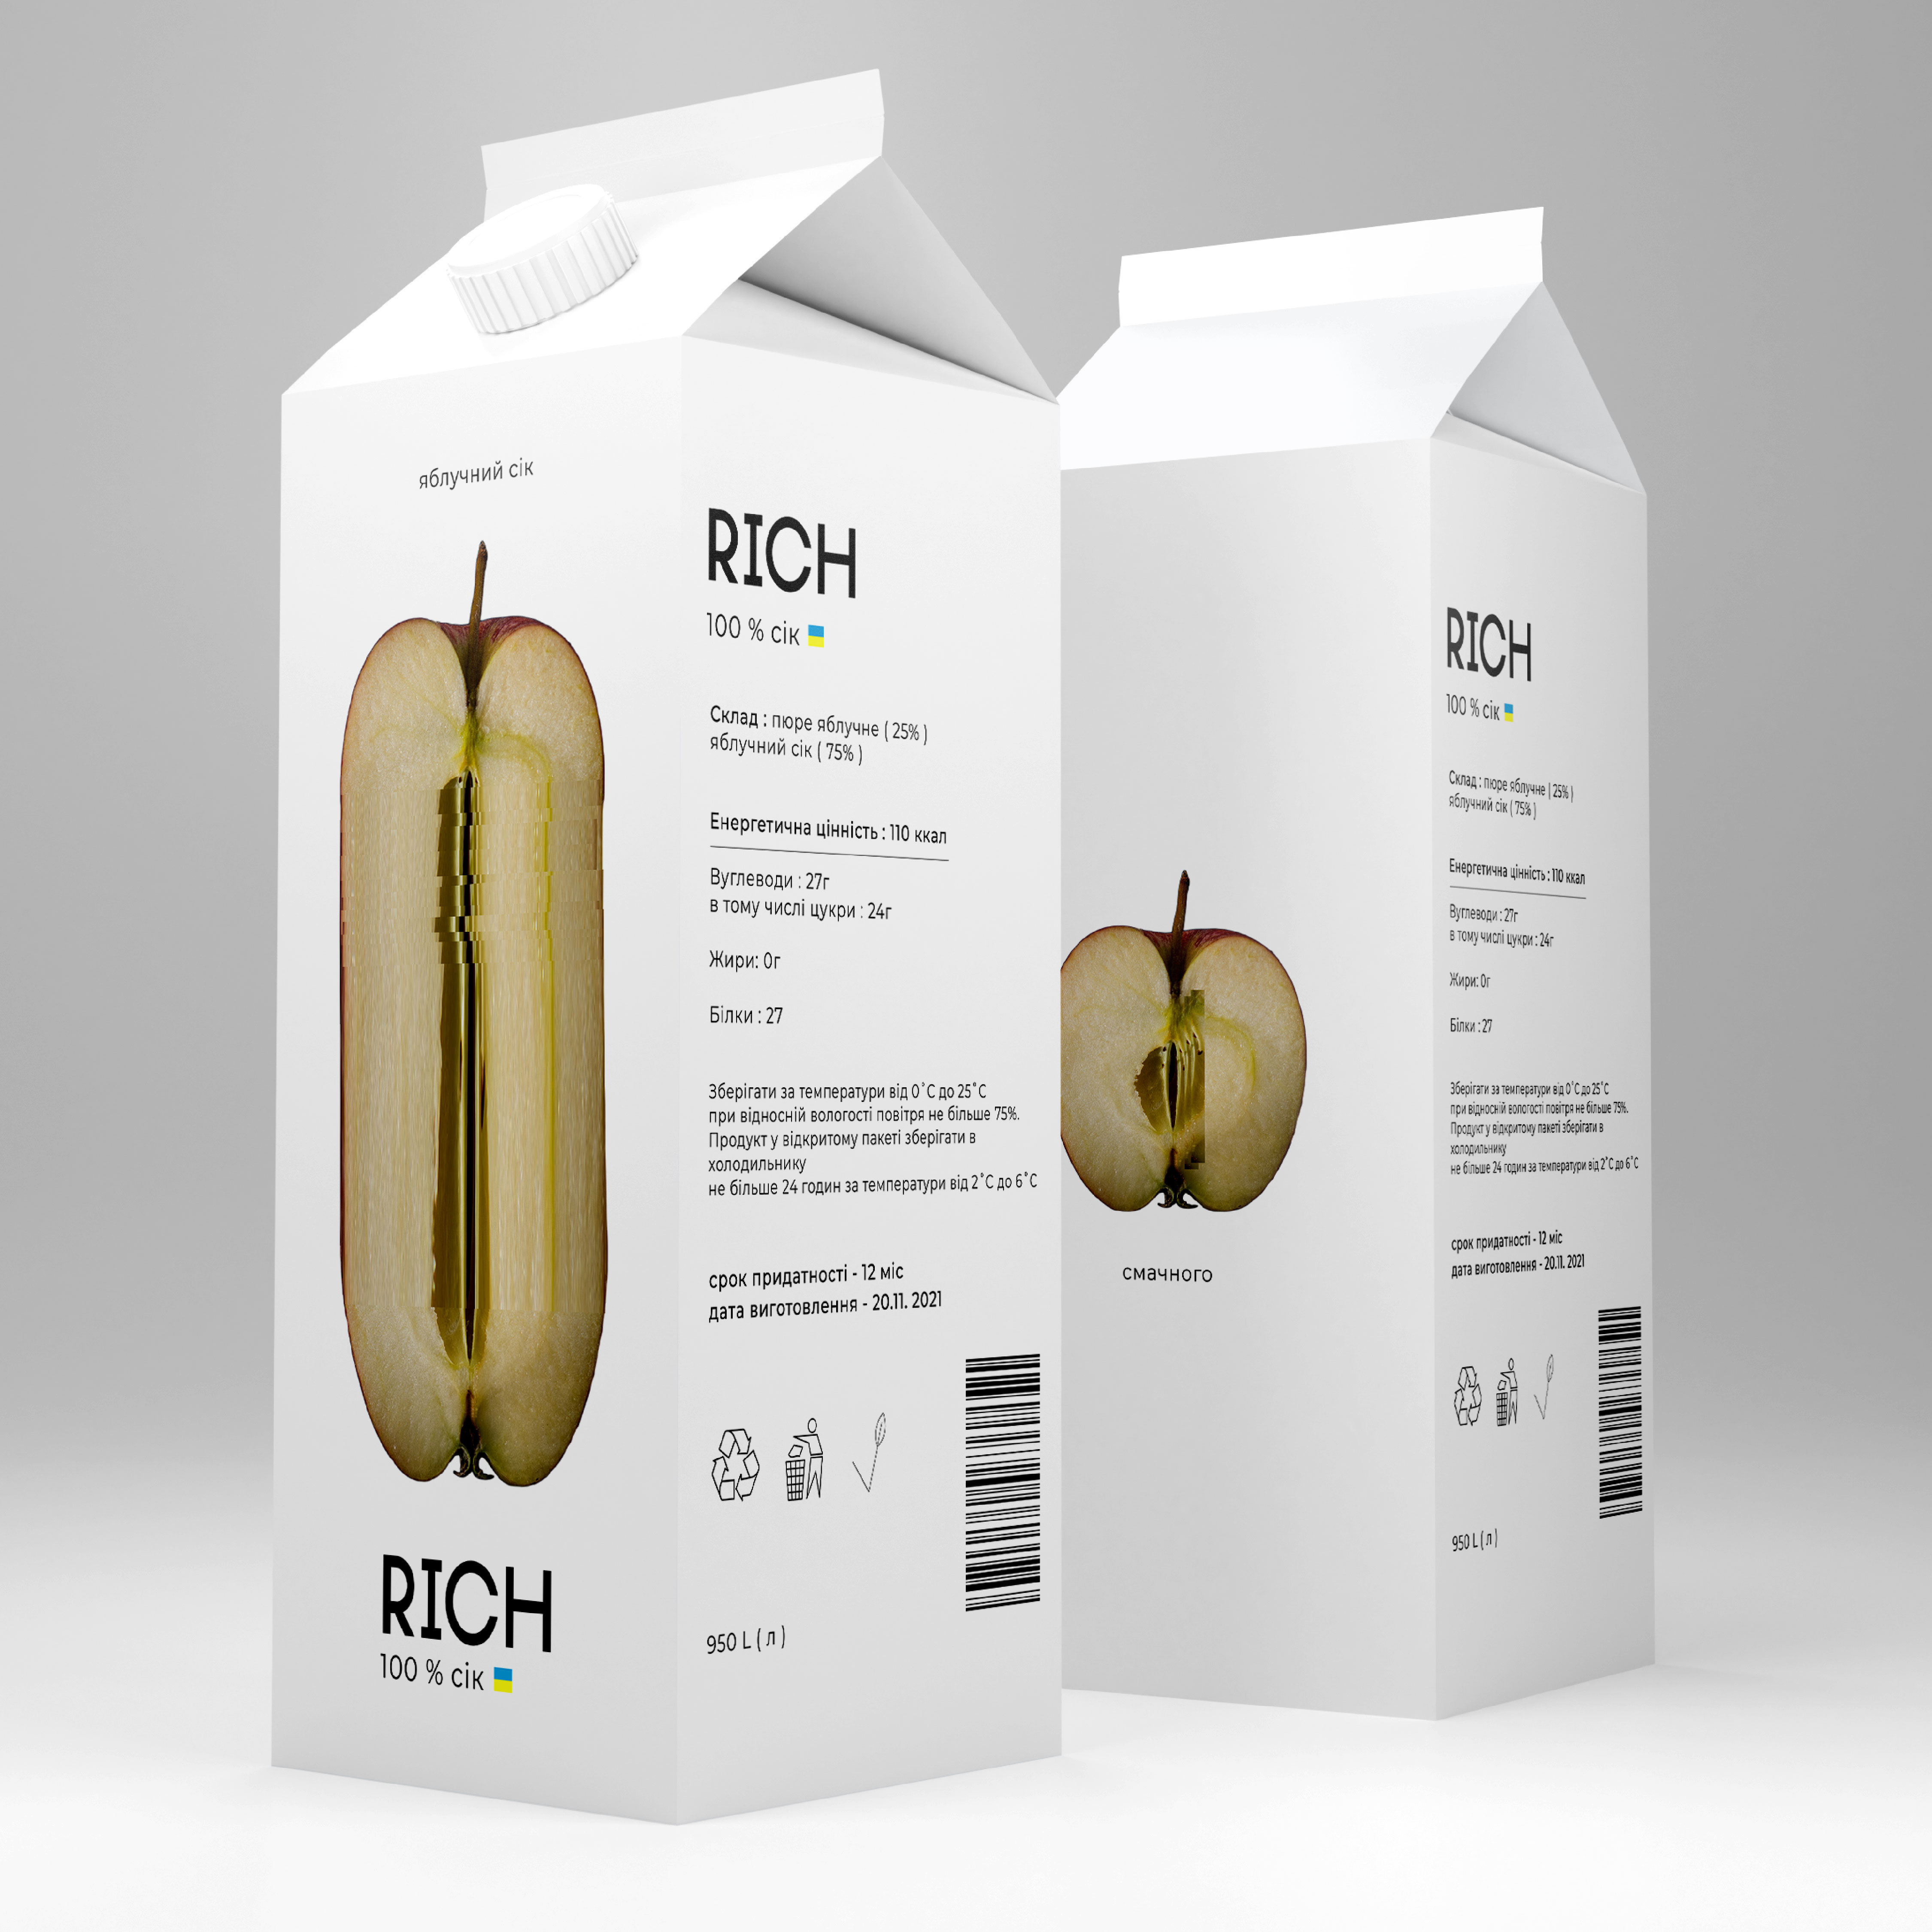 яблучний сік
RICH
100 % сік
RICH
100 % сік
Склад : пюре яблучне ( 25% )
яблучний сік ( 75% )
Енергетична цінність : 110 ккал
Вуглеводи : 27г
в тому числі цукри : 24г
Жири: 0г
Білки : 27
Зберігати за температури від 0˚С до 25˚С
при відносній вологості повітря не більше 75%.
Продукт у відкритому пакеті зберігати в
холодильнику
не більше 24 годин за температури від 2˚С до 6˚С
срок придатності - 12 міс
дата виготовлення - 20.11. 2021
950 L ( л )
смачного
RICH
100 % сік
Склад : пюре яблучне ( 25% )
яблучний сік ( 75% )
Енергетична цінність : 110 ккал
Вуглеводи : 27г
в тому числі цукри : 24г
Жири: 0г
Білки : 27
Зберігати за температури від 0˚С до 25˚С
при відносній вологості повітря не більше 75%.
Продукт у відкритому пакеті зберігати в
холодильнику
не більше 24 годин за температури від 2˚С до 6˚С
срок придатності - 12 міс
дата виготовлення - 20.11. 2021
950 L ( л )